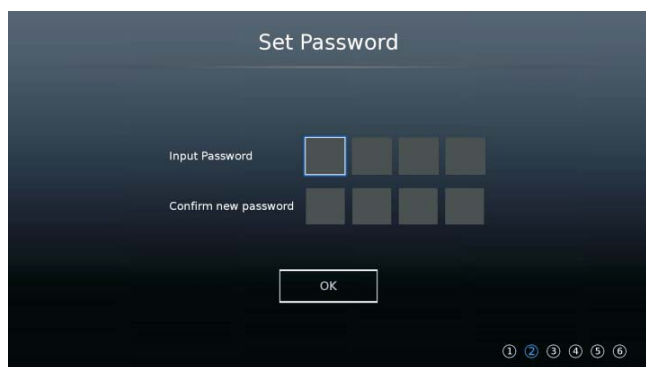 Set Password
Input Password
Confirm new password
OK
① ② ③ ④ ⑤ ⑥